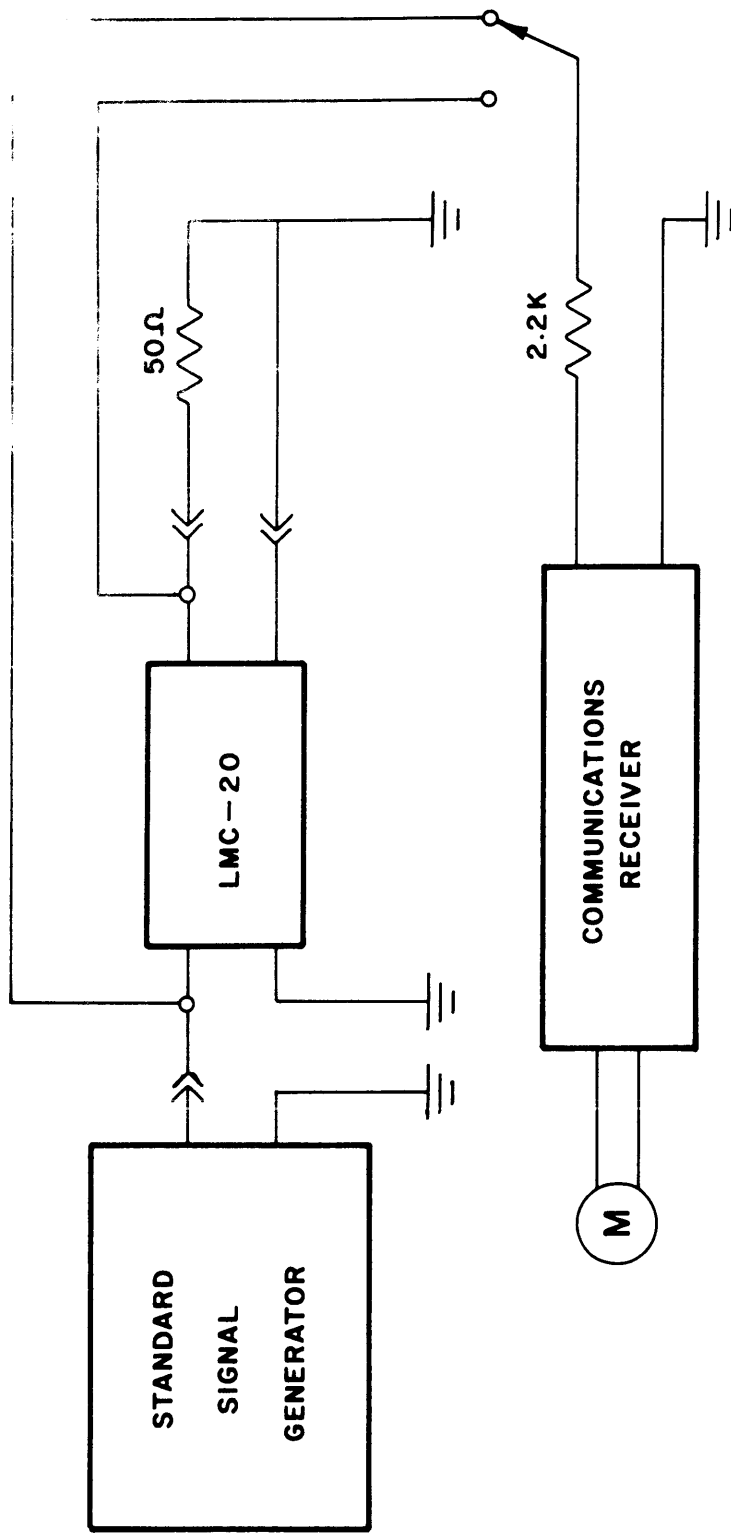 STANDARD
SIGNAL
GENERATOR
LMC-20
50Ω
2.2K
COMMUNICATIONS
RECEIVER
M